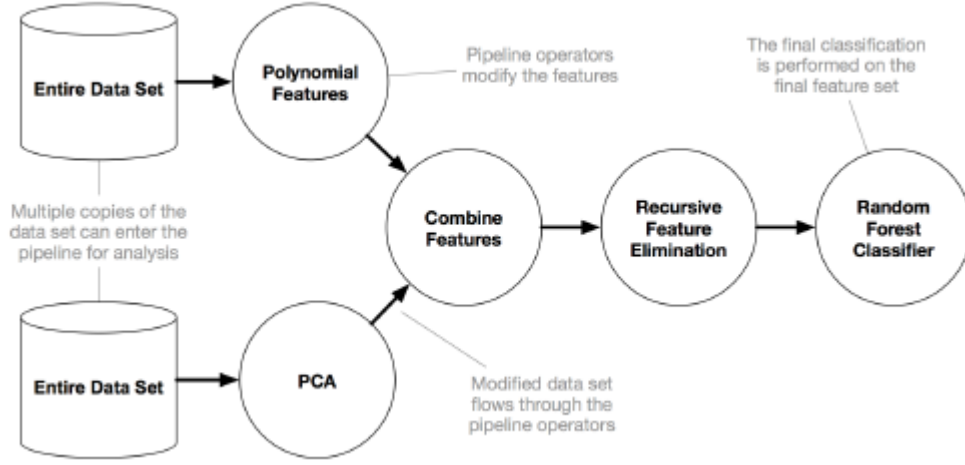 Entire Data Set
Polynomial
Features
Pipeline operators
modify the features
The final classification
is performed on the
final feature set
Multiple copies of the
data set can enter the
pipeline for analysis
Combine
Features
Recursive
Feature
Elimination
Random
Forest
Classifier
Entire Data Set
PCA
Modified data set
flows through the
pipeline operators